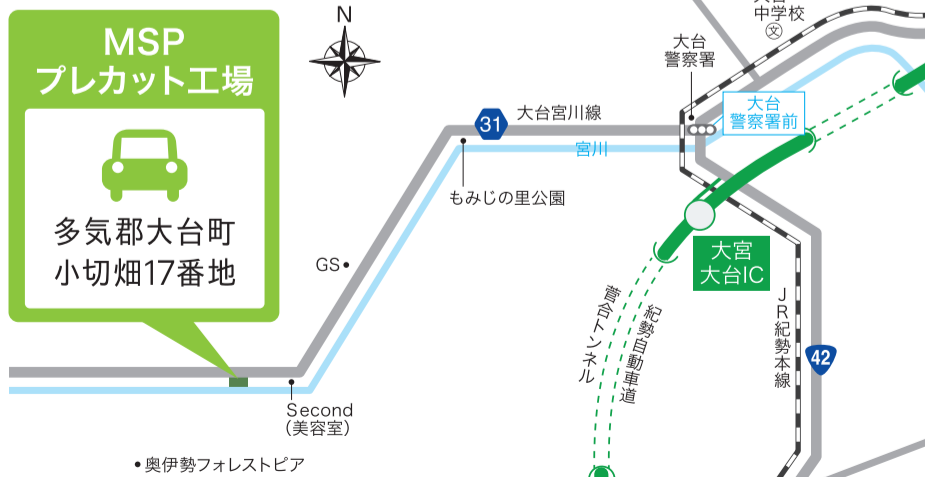 MSP
プレカット工場
多気郡大台町
小切畑17番地
N
中学校
文
大台
警察署
大台
警察署前
31
大台宮川線
宮川
もみじの里公園
GS
大宮
大台IC
菅合トンネル
紀勢自動車道
JR紀勢本線
42
Second
(美容室)
奥伊勢フォレストピア